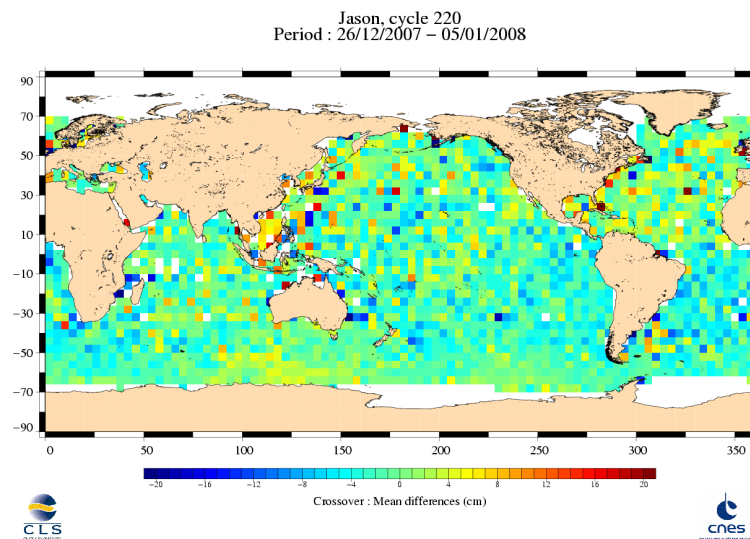 Jason, cycle 220
Period : 26/12/2007 − 05/01/2008
90
70
50
30
10
−10
−30
−50
−70
−90
0 50 100 150 200 250 300 350
−20 −16 −12 −8 −4 0 4 8 12 16 20
Crossover : Mean differences (cm)
CLS
cnes